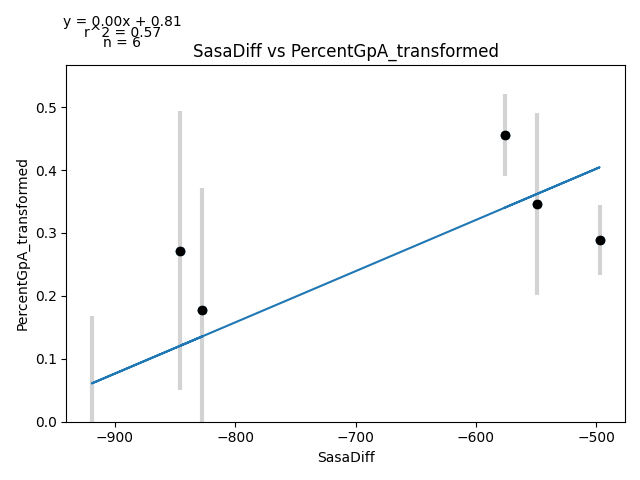 y = 0.00x + 0.81
r^2 = 0.57
n = 6
SasaDiff vs PercentGpA_transformed
PercentGpA_transformed
0.5
0.4
0.3
0.2
0.1
0.0
−900
−800
−700
−600
−500
SasaDiff